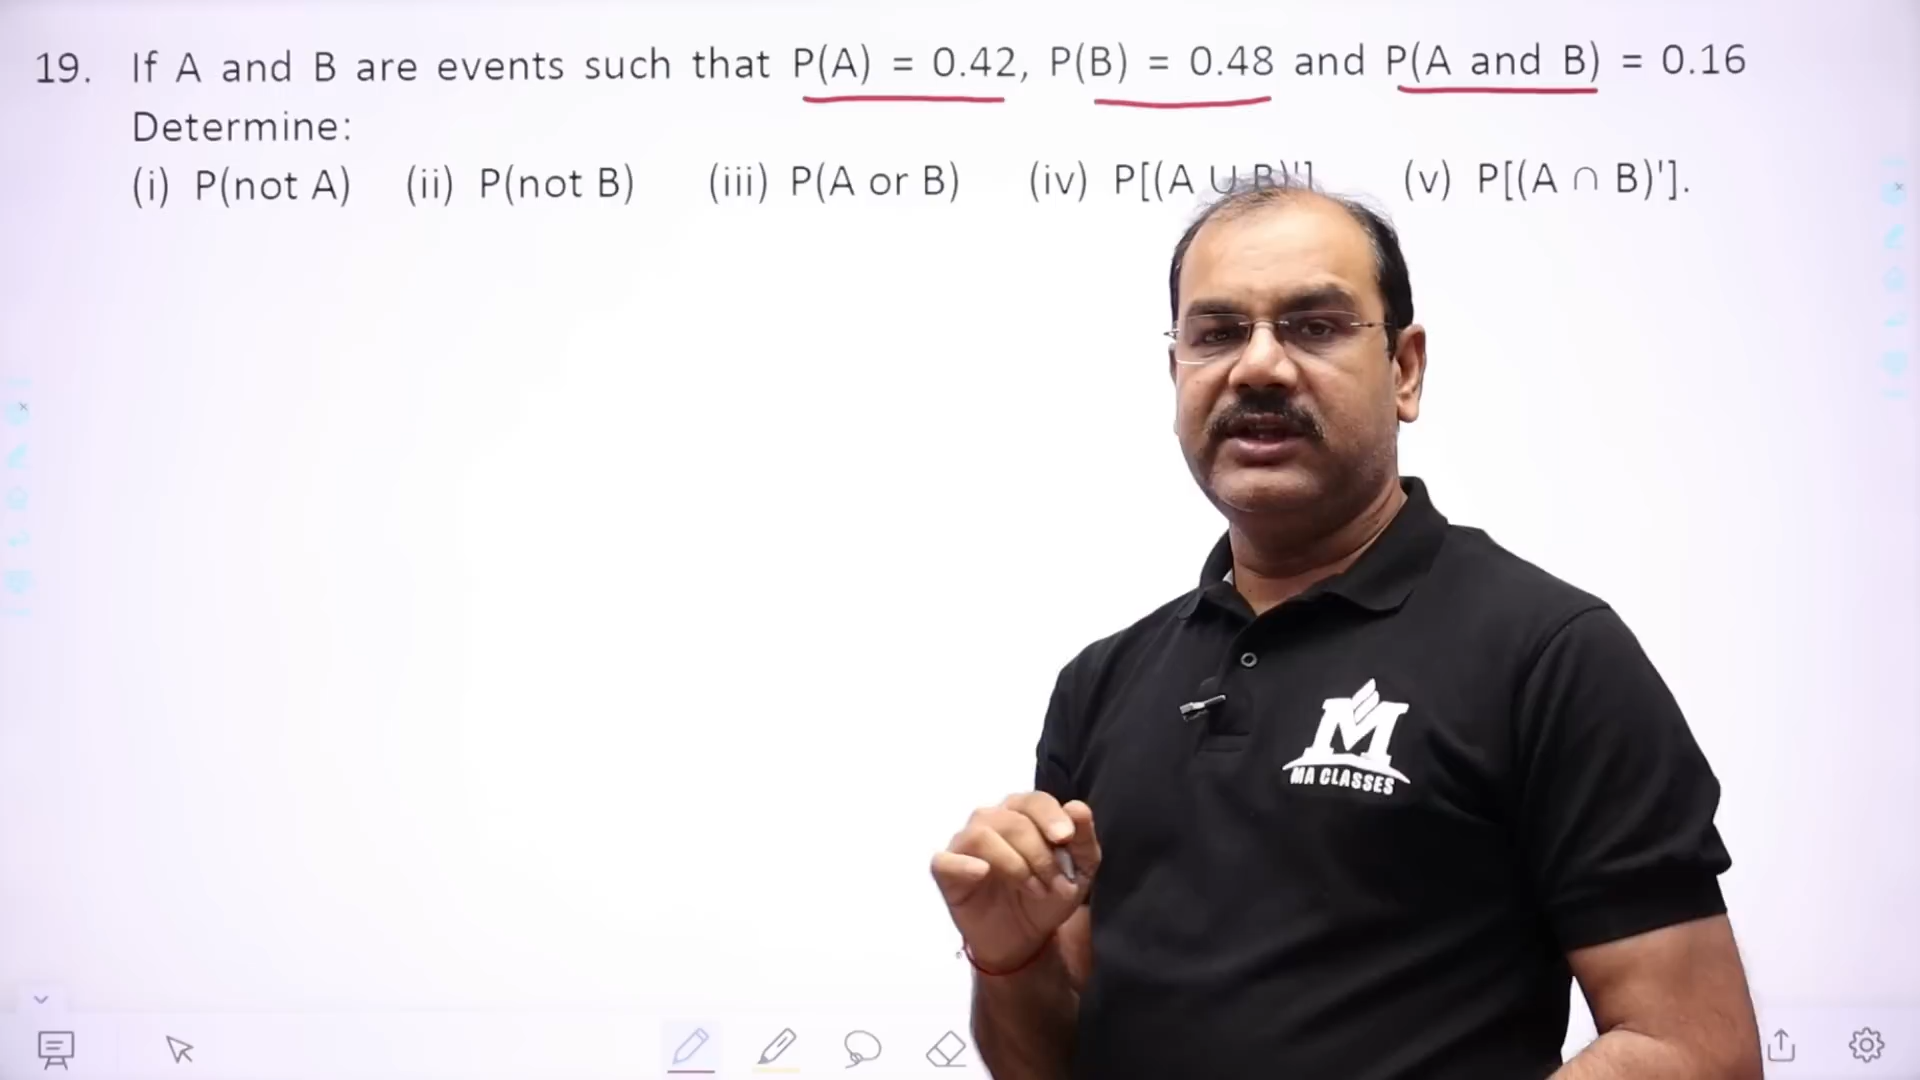 19. If A and B are events such that P(A) = 0.42, P(B) = 0.48 and P(A and B) = 0.16
Determine:
(i) P(not A) (ii) P(not B) (iii) P(A or B) (iv) P[(A ∪ B)'] (v) P[(A ∩ B)'].
M
MA CLASSES